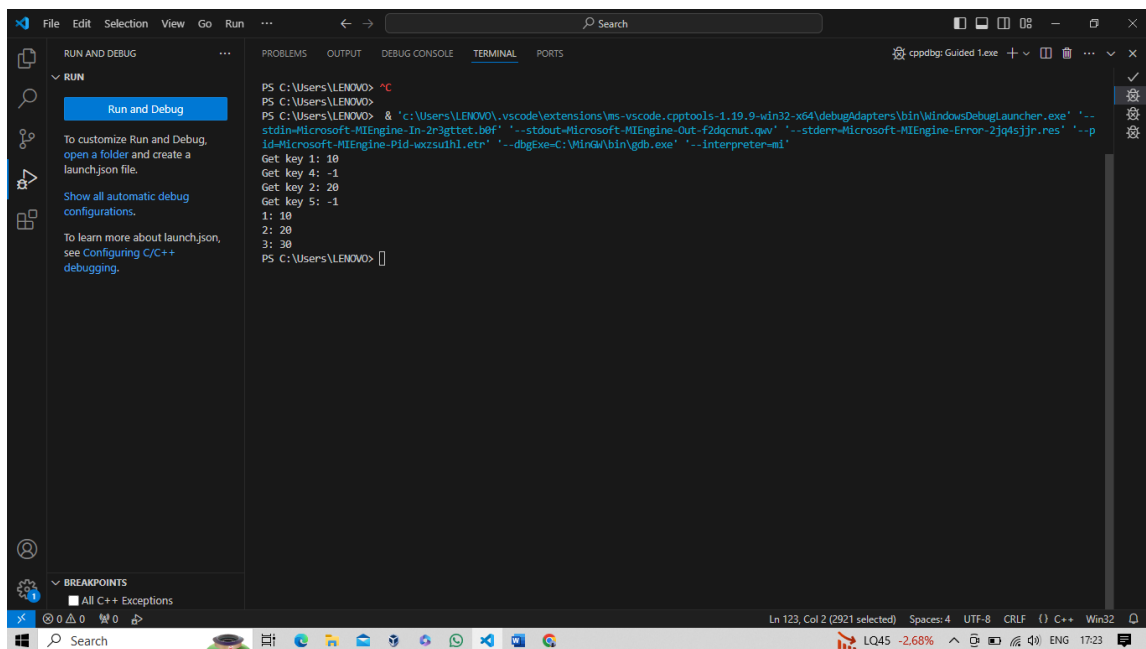 File Edit Selection View Go Run ... Search
RUN AND DEBUG ...
RUN
Run and Debug
To customize Run and Debug,
open a folder and create a
launch.json file.
Show all automatic debug
configurations.
To learn more about launch.json,
see Configuring C/C++
debugging.
BREAKPOINTS
All C++ Exceptions
PROBLEMS OUTPUT DEBUG CONSOLE TERMINAL PORTS cppdbg: Guided 1.exe
PS C:\Users\LENOVO> ^C
PS C:\Users\LENOVO>
PS C:\Users\LENOVO> & 'c:\Users\LENOVO\.vscode\extensions\ms-vscode.cpptools-1.19.9-win32-x64\debugAdapters\bin\WindowsDebugLauncher.exe' '--
stdin=Microsoft-MIEngine-In-2r3gttet.b0f' '--stdout=Microsoft-MIEngine-Out-f2dqcnut.qwv' '--stderr=Microsoft-MIEngine-Error-2jq4sjjr.res' '--p
id=Microsoft-MIEngine-Pid-wxzsu1hl.etr' '--dbgExe=C:\MinGW\bin\gdb.exe' '--interpreter=mi'
Get key 1: 10
Get key 4: -1
Get key 2: 20
Get key 5: -1
1: 10
2: 20
3: 30
PS C:\Users\LENOVO>
1
0 0 0 Ln 123, Col 2 (2921 selected) Spaces: 4 UTF-8 CRLF {} C++ Win32
Search LQ45 -2,68% ENG 17:23